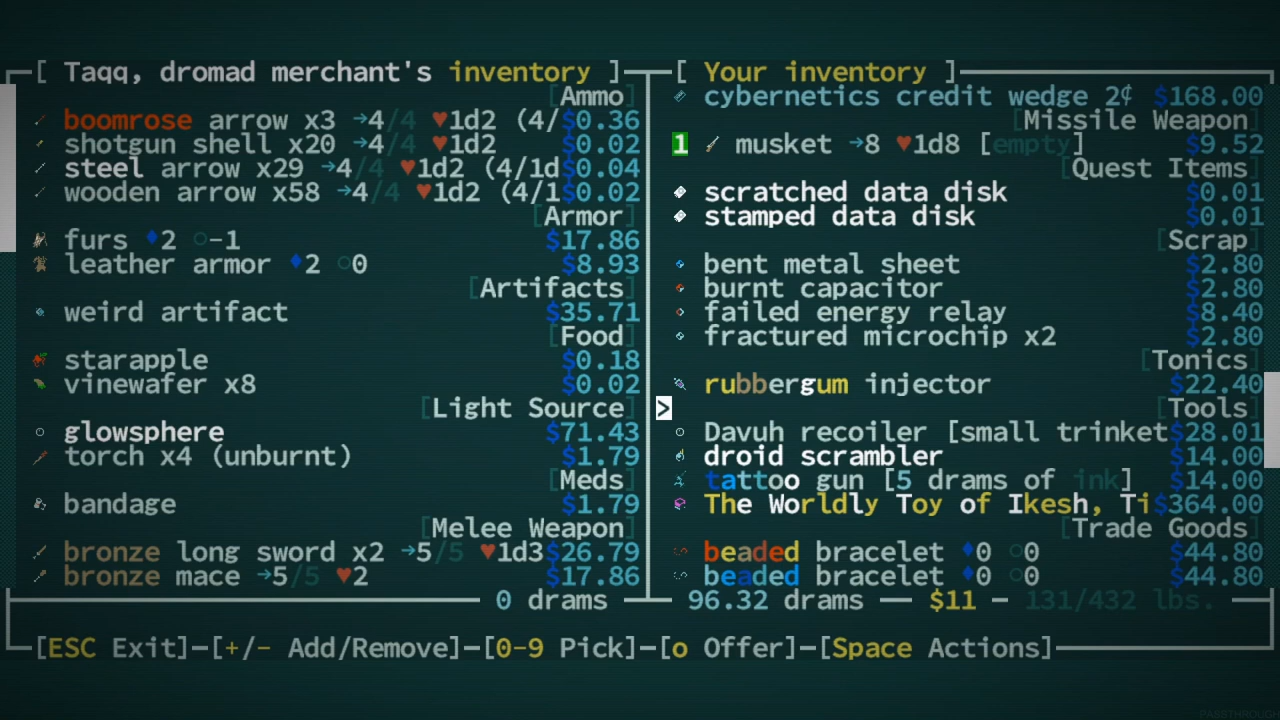 [ Taqq, dromad merchant's inventory ]
[Ammo]
boomrose arrow x3 →4/4 ♥1d2 (4/$0.36
shotgun shell x20 →4/4 ♥1d2 $0.02
steel arrow x29 →4/4 ♥1d2 (4/1d$0.04
wooden arrow x58 →4/4 ♥1d2 (4/1$0.02
[Armor]
furs ♦2 ○-1 $17.86
leather armor ♦2 ○0 $8.93
[Artifacts]
weird artifact $35.71
[Food]
starapple $0.18
vinewafer x8 $0.02
[Light Source]
glowsphere $71.43
torch x4 (unburnt) $1.79
[Meds]
bandage $1.79
[Melee Weapon]
bronze long sword x2 →5/5 ♥1d3$26.79
bronze mace →5/5 ♥2 $17.86
0 drams
[ Your inventory ]
cybernetics credit wedge 2¢ $168.00
[Missile Weapon]
1 musket →8 ♥1d8 [empty] $9.52
[Quest Items]
scratched data disk $0.01
stamped data disk $0.01
[Scrap]
bent metal sheet $2.80
burnt capacitor $2.80
failed energy relay $8.40
fractured microchip x2 $2.80
[Tonics]
rubbergum injector $22.40
> [Tools]
Davuh recoiler [small trinket$28.01
droid scrambler $14.00
tattoo gun [5 drams of ink] $14.00
The Worldly Toy of Ikesh, Ti$364.00
[Trade Goods]
beaded bracelet ♦0 ○0 $44.80
beaded bracelet ♦0 ○0 $44.80
96.32 drams — $11 — 131/432 lbs.
[ESC Exit]—[+/- Add/Remove]—[0-9 Pick]—[o Offer]—[Space Actions]